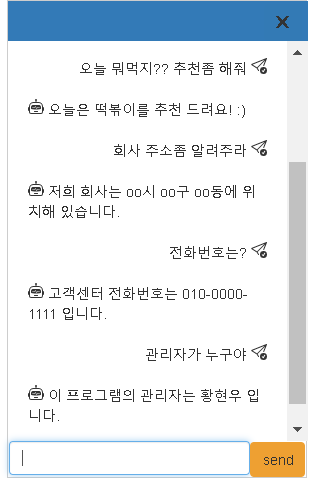 X
오늘 뭐먹지?? 추천좀 해줘
오늘은 떡볶이를 추천 드려요! :)
회사 주소좀 알려주라
저희 회사는 oo시 oo구 oo동에 위
치해 있습니다.
전화번호는?
고객센터 전화번호는 010-0000-
1111 입니다.
관리자가 누구야
이 프로그램의 관리자는 황현우 입
니다.
send